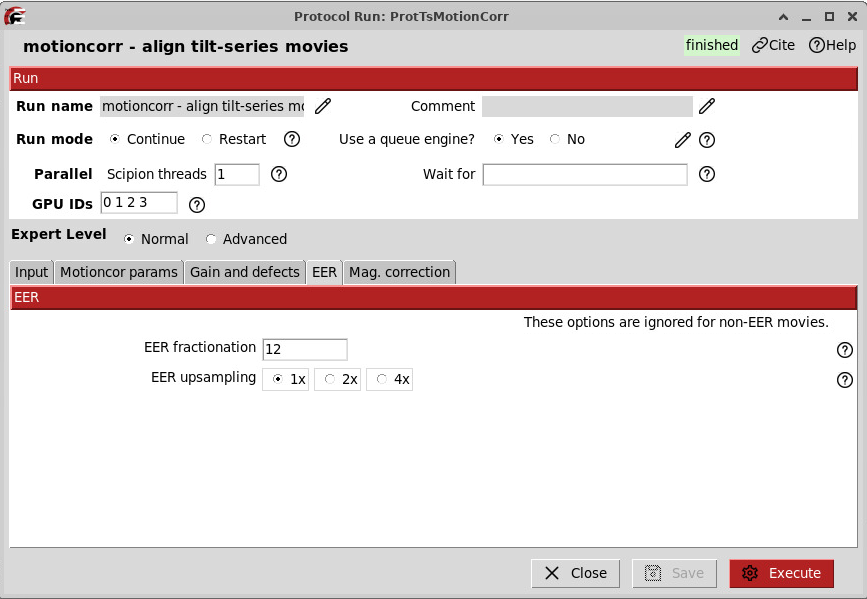 Protocol Run: ProtTsMotionCorr
motioncorr - align tilt-series movies finished Cite Help
Run
Run name motioncorr - align tilt-series mo Comment
Run mode Continue Restart Use a queue engine? Yes No
Parallel Scipion threads 1 Wait for
GPU IDs 0 1 2 3
Expert Level Normal Advanced
Input Motioncor params Gain and defects EER Mag. correction
EER
These options are ignored for non-EER movies.
EER fractionation 12
EER upsampling 1x 2x 4x
Close Save Execute